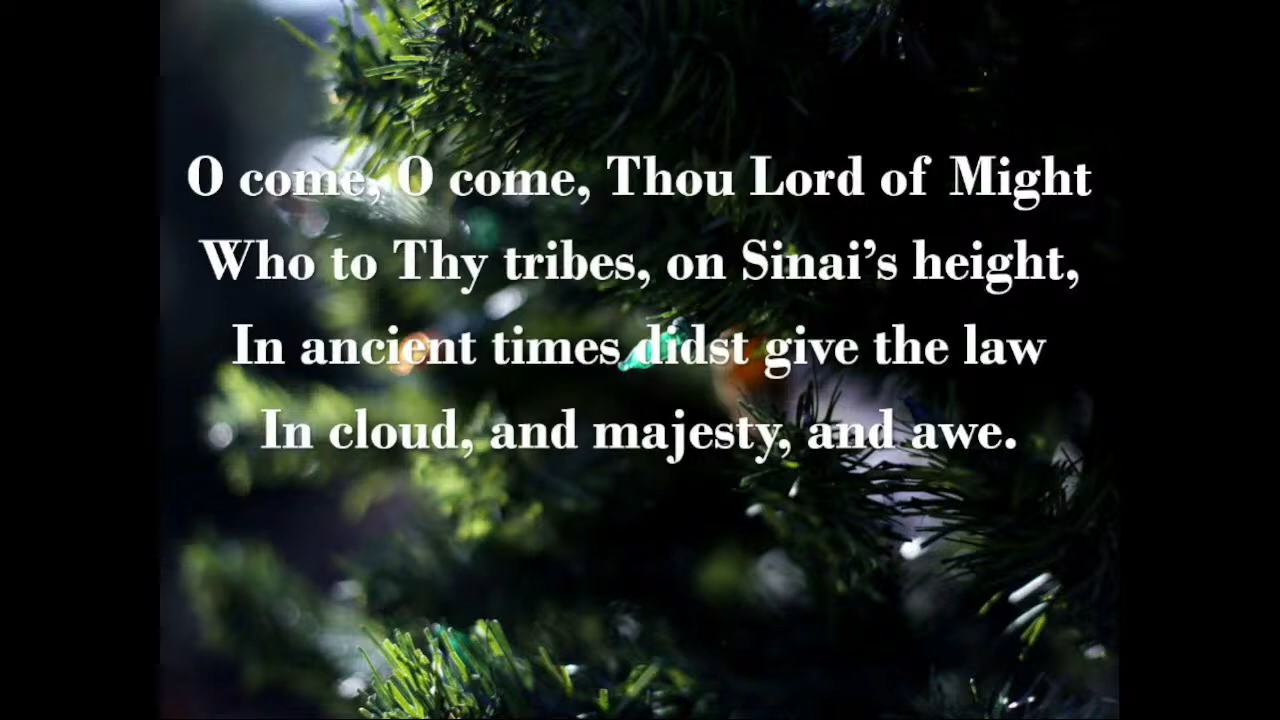 O come, O come, Thou Lord of Might
Who to Thy tribes, on Sinai’s height,
In ancient times didst give the law
In cloud, and majesty, and awe.